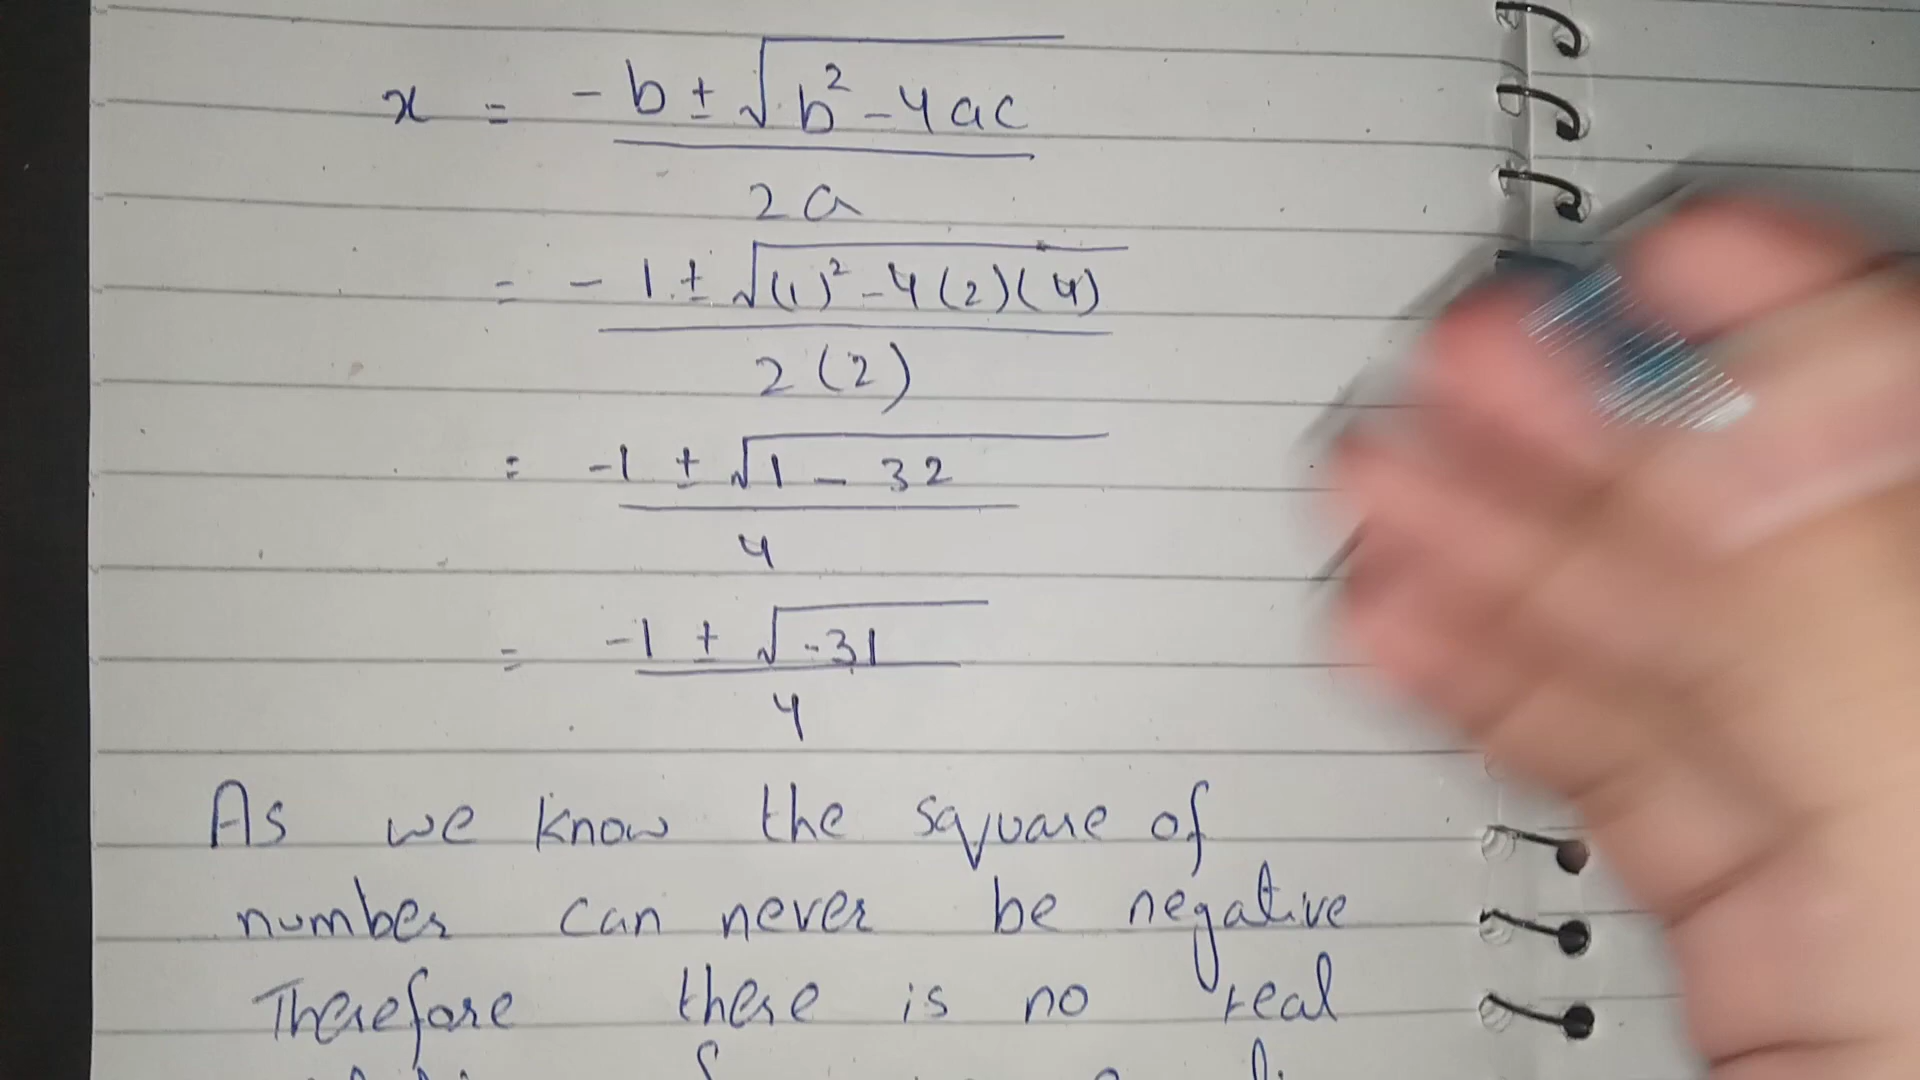 x = -b ± √b² - 4ac
2a
= - 1 ± √(1)² - 4(2)(4)
2(2)
= -1 ± √1 - 32
4
= -1 ± √-31
4
As we know the square of
number can never be negative
Therefore there is no real